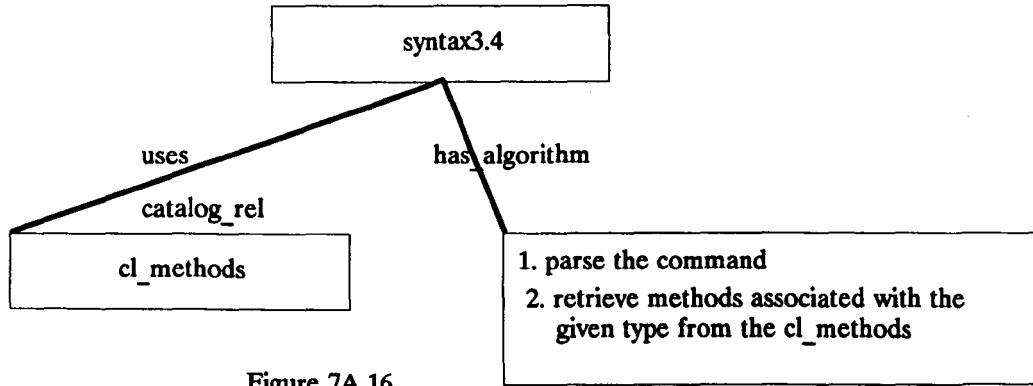 syntax3.4
uses
has_algorithm
catalog_rel
cl_methods
1. parse the command
2. retrieve methods associated with the
given type from the cl_methods
Figure 7A.16